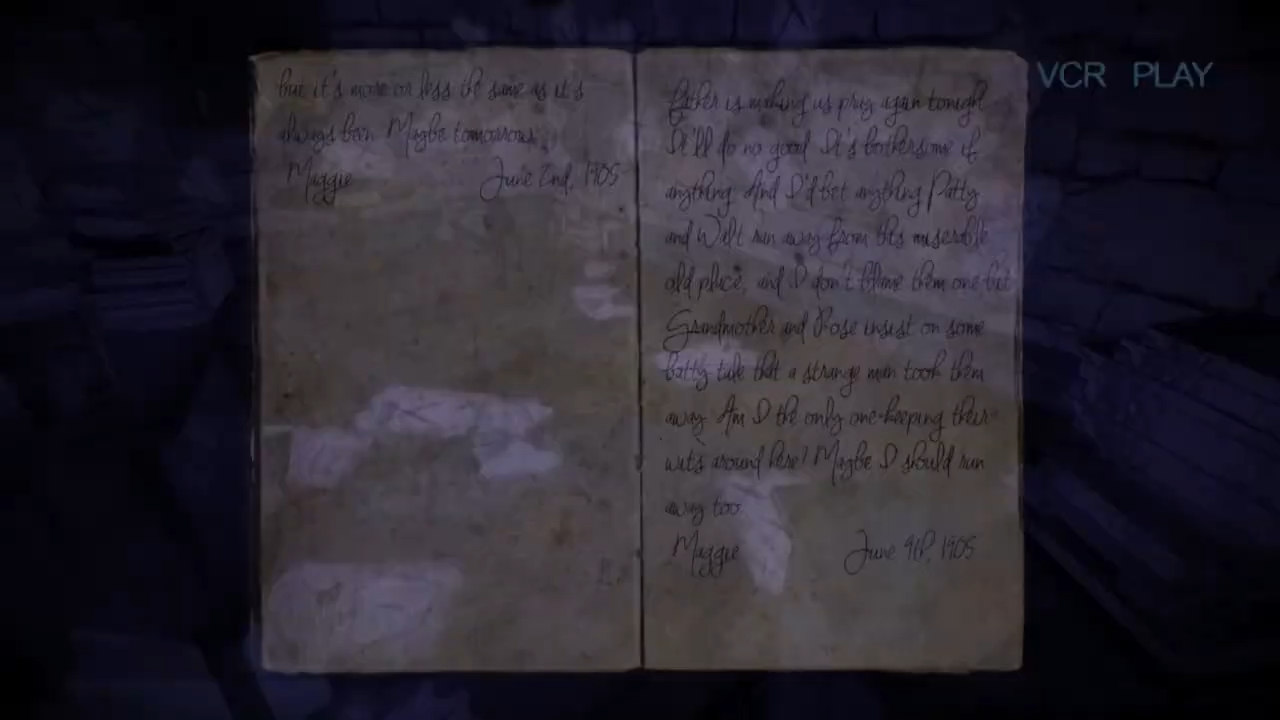 but it's more or less the same as it's
always been. Maybe tomorrow.
Maggie June 2nd, 1905
VCR PLAY
Father is making us pray again tonight
It'll do no good. It's bothersome if
anything. And I'd bet anything Patty
and Walt run away from this miserable
old place, and I don't blame them one bit
Grandmother and Rose insist on some
batty tale that a strange man took them
away. Am I the only one keeping their
wits around here? Maybe I should run
away too.
Maggie June 9th, 1905